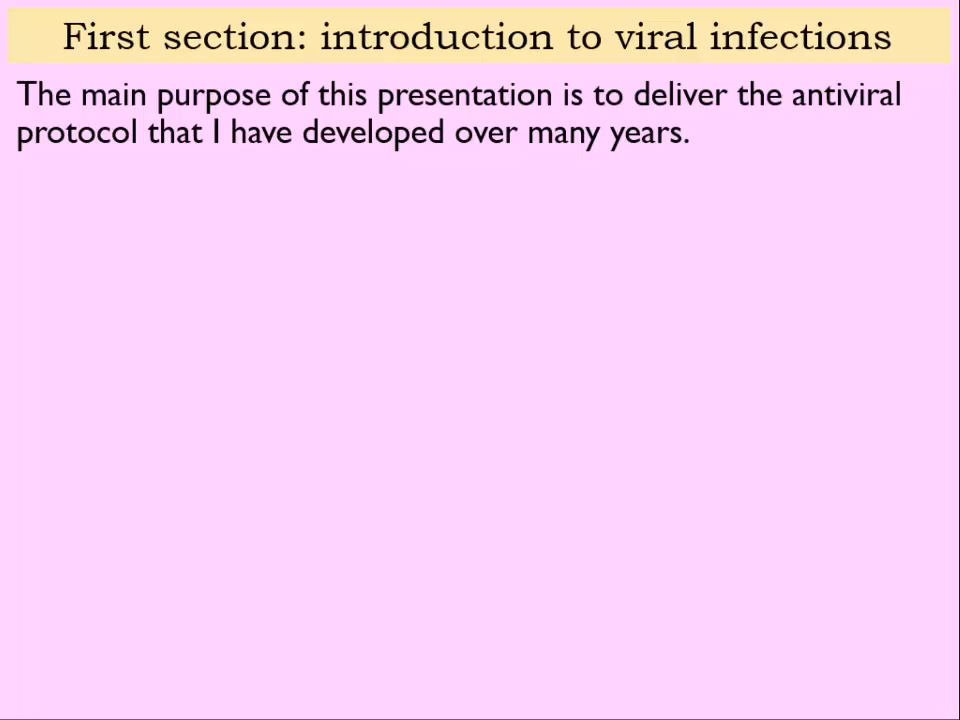 First section: introduction to viral infections
The main purpose of this presentation is to deliver the antiviral
protocol that I have developed over many years.